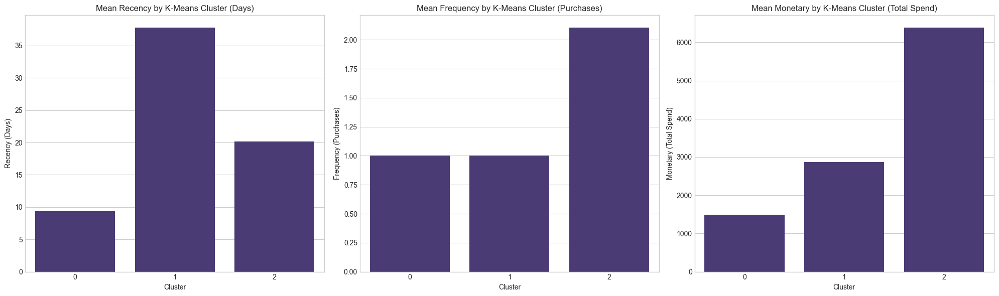 Mean Recency by K-Means Cluster (Days)
Recency (Days)
35
30
25
20
15
10
5
0
0 1 2
Cluster
Mean Frequency by K-Means Cluster (Purchases)
Frequency (Purchases)
2.00
1.75
1.50
1.25
1.00
0.75
0.50
0.25
0.00
0 1 2
Cluster
Mean Monetary by K-Means Cluster (Total Spend)
Monetary (Total Spend)
6000
5000
4000
3000
2000
1000
0
0 1 2
Cluster